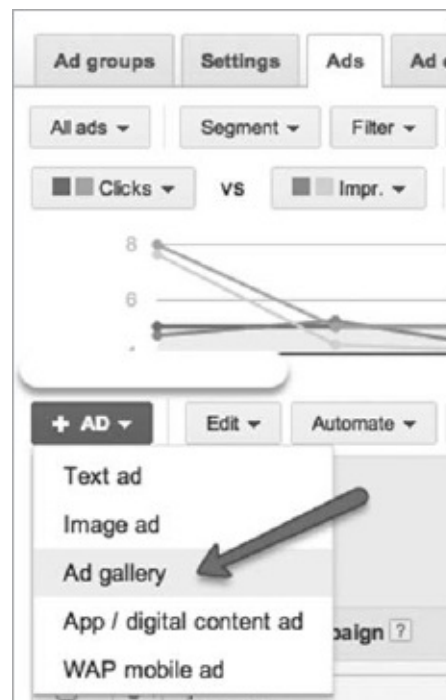 Ad groups Settings Ads Ad
All ads Segment Filter
Clicks VS Impr.
8
6
+ AD Edit Automate
Text ad
Image ad
Ad gallery
App / digital content ad
paign ?
WAP mobile ad